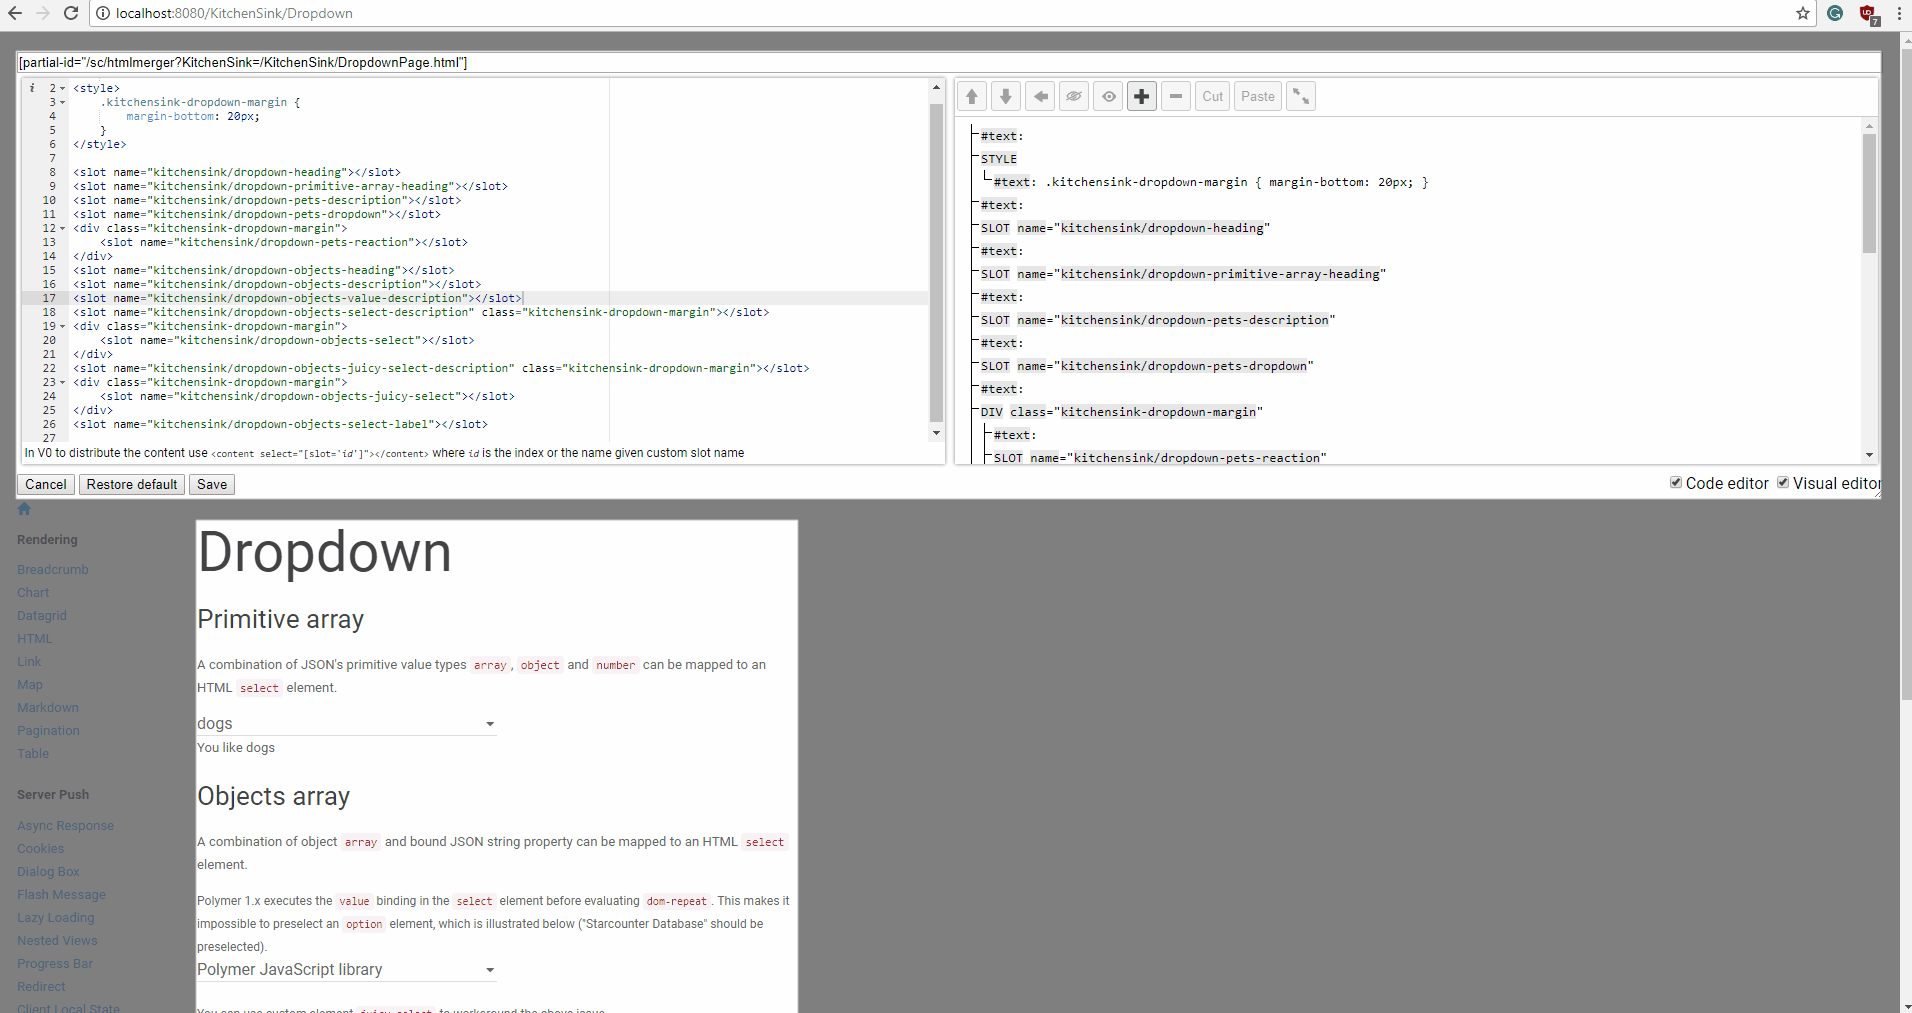 localhost:8080/KitchenSink/Dropdown
7
[partial-id="/sc/htmlmerger?KitchenSink=/KitchenSink/DropdownPage.html"]
i 2 <style>
3 .kitchensink-dropdown-margin {
4 margin-bottom: 20px;
5 }
6 </style>
7
8 <slot name="kitchensink/dropdown-heading"></slot>
9 <slot name="kitchensink/dropdown-primitive-array-heading"></slot>
10 <slot name="kitchensink/dropdown-pets-description"></slot>
11 <slot name="kitchensink/dropdown-pets-dropdown"></slot>
12 <div class="kitchensink-dropdown-margin">
13 <slot name="kitchensink/dropdown-pets-reaction"></slot>
14 </div>
15 <slot name="kitchensink/dropdown-objects-heading"></slot>
16 <slot name="kitchensink/dropdown-objects-description"></slot>
17 <slot name="kitchensink/dropdown-objects-value-description"></slot>
18 <slot name="kitchensink/dropdown-objects-select-description" class="kitchensink-dropdown-margin"></slot>
19 <div class="kitchensink-dropdown-margin">
20 <slot name="kitchensink/dropdown-objects-select"></slot>
21 </div>
22 <slot name="kitchensink/dropdown-objects-juicy-select-description" class="kitchensink-dropdown-margin"></slot>
23 <div class="kitchensink-dropdown-margin">
24 <slot name="kitchensink/dropdown-objects-juicy-select"></slot>
25 </div>
26 <slot name="kitchensink/dropdown-objects-select-label"></slot>
27
In V0 to distribute the content use <content select="[slot='id']"></content> where id is the index or the name given custom slot name
Cut Paste
#text:
STYLE
#text: .kitchensink-dropdown-margin { margin-bottom: 20px; }
#text:
SLOT name="kitchensink/dropdown-heading"
#text:
SLOT name="kitchensink/dropdown-primitive-array-heading"
#text:
SLOT name="kitchensink/dropdown-pets-description"
#text:
SLOT name="kitchensink/dropdown-pets-dropdown"
#text:
DIV class="kitchensink-dropdown-margin"
#text:
SLOT name="kitchensink/dropdown-pets-reaction"
Cancel Restore default Save
Code editor Visual editor
Rendering
Breadcrumb
Chart
Datagrid
HTML
Link
Map
Markdown
Pagination
Table
Server Push
Async Response
Cookies
Dialog Box
Flash Message
Lazy Loading
Nested Views
Progress Bar
Redirect
Client Local State
Dropdown
Primitive array
A combination of JSON's primitive value types array, object and number can be mapped to an
HTML select element.
dogs
You like dogs
Objects array
A combination of object array and bound JSON string property can be mapped to an HTML select
element.
Polymer 1.x executes the value binding in the select element before evaluating dom-repeat. This makes it
impossible to preselect an option element, which is illustrated below ("Starcounter Database" should be
preselected).
Polymer JavaScript library
You can use custom element juicy-select to workaround the above issue.